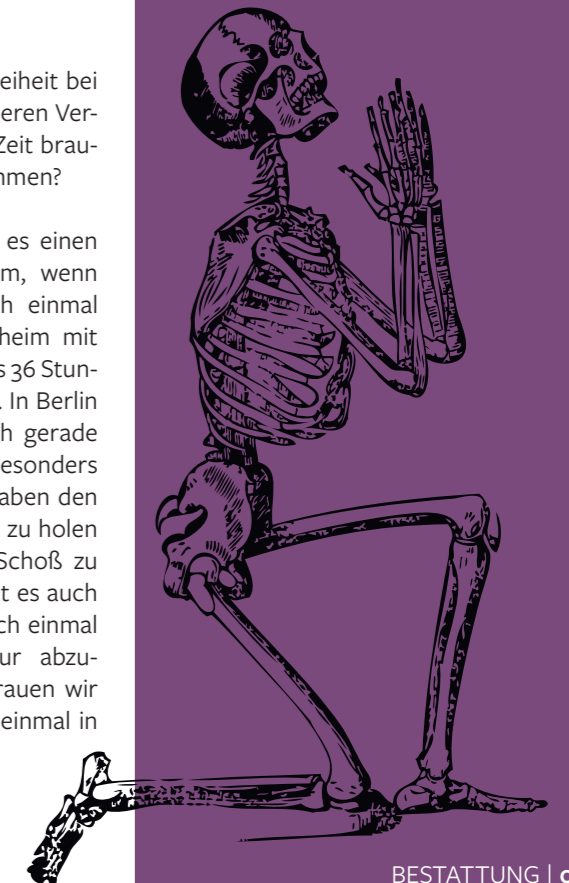 eiheit bei
eren Ver-
Zeit brau-
hmen?
es einen
m, wenn
h einmal
heim mit
s 36 Stun-
. In Berlin
h gerade
esonders
aben den
zu holen
Schoß zu
t es auch
ch einmal
ur abzu-
rauen wir
einmal in
BESTATTUNG |